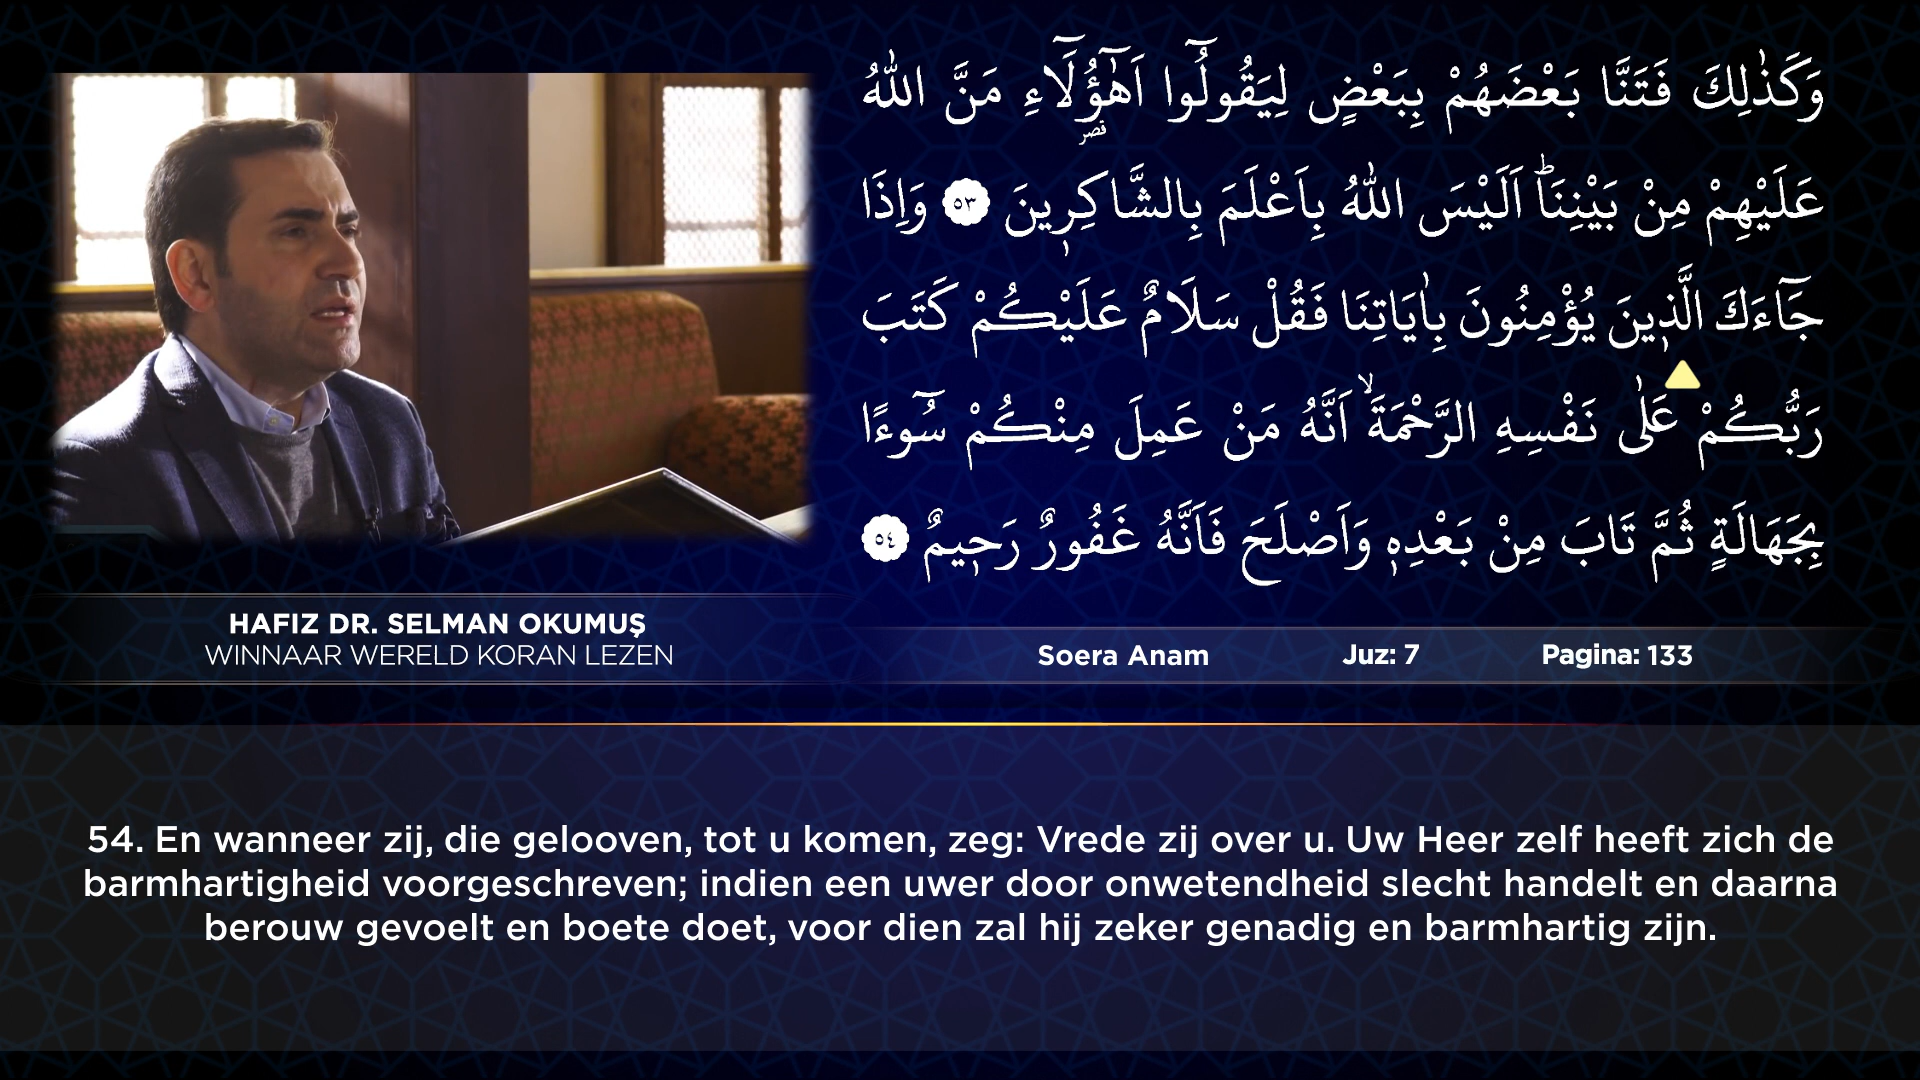 وَكَذٰلِكَ فَتَنَّا بَعْضَهُمْ بِبَعْضٍ لِيَقُولُٓوا اَهٰٓؤُ۬لَٓاءِ مَنَّ اللّٰهُ
قصر
عَلَيْهِمْ مِنْ بَيْنِنَاۜ اَلَيْسَ اللّٰهُ بِاَعْلَمَ بِالشَّاكِر۪ينَ ٥٣ وَاِذَا
جَٓاءَكَ الَّذ۪ينَ يُؤْمِنُونَ بِاٰيَاتِنَا فَقُلْ سَلَامٌ عَلَيْكُمْ كَتَبَ
رَبُّكُمْ عَلٰى نَفْسِهِ الرَّحْمَةَۙ اَنَّهُ مَنْ عَمِلَ مِنْكُمْ سُٓوءًا
بِجَهَالَةٍ ثُمَّ تَابَ مِنْ بَعْدِه۪ وَاَصْلَحَ فَاَنَّهُ غَفُورٌ رَح۪يمٌ ٥٤
HAFIZ DR. SELMAN OKUMUŞ
WINNAAR WERELD KORAN LEZEN
Soera Anam Juz: 7 Pagina: 133
54. En wanneer zij, die gelooven, tot u komen, zeg: Vrede zij over u. Uw Heer zelf heeft zich de
barmhartigheid voorgeschreven; indien een uwer door onwetendheid slecht handelt en daarna
berouw gevoelt en boete doet, voor dien zal hij zeker genadig en barmhartig zijn.